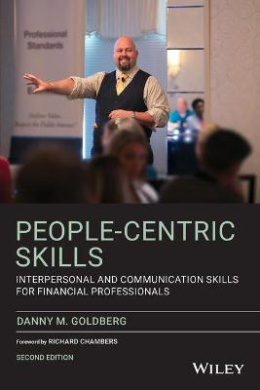 Professional
Standards
PEOPLE-CENTRIC
SKILLS
INTERPERSONAL AND COMMUNICATION SKILLS
FOR FINANCIAL PROFESSIONALS
DANNY M. GOLDBERG
Foreword by RICHARD CHAMBERS
SECOND EDITION
WILEY